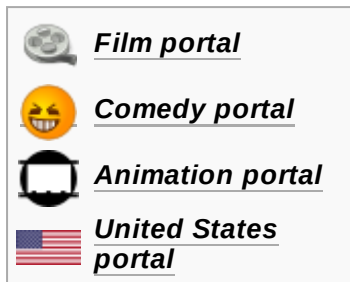 Film portal
Comedy portal
Animation portal
United States
portal